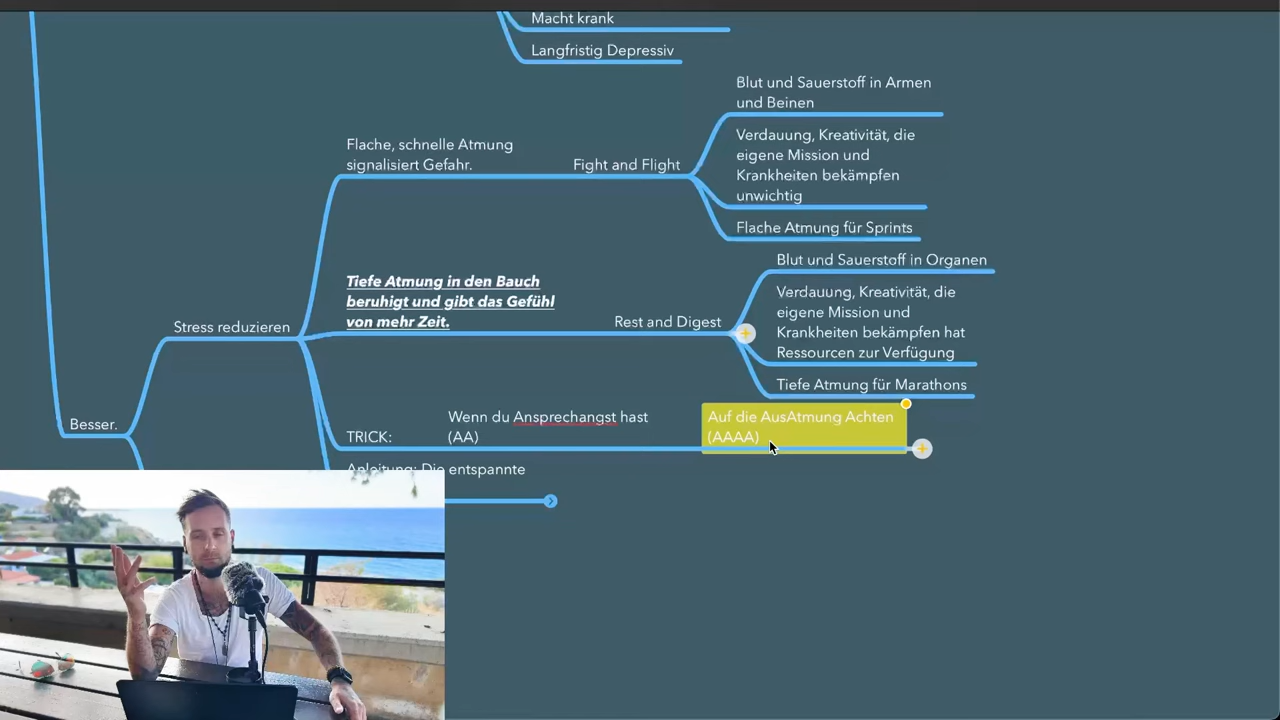 Macht krank
Langfristig Depressiv
Blut und Sauerstoff in Armen
und Beinen
Flache, schnelle Atmung
signalisiert Gefahr.
Fight and Flight
Verdauung, Kreativität, die
eigene Mission und
Krankheiten bekämpfen
unwichtig
Flache Atmung für Sprints
Stress reduzieren
Tiefe Atmung in den Bauch
beruhigt und gibt das Gefühl
von mehr Zeit.
Rest and Digest
Blut und Sauerstoff in Organen
Verdauung, Kreativität, die
eigene Mission und
Krankheiten bekämpfen hat
Ressourcen zur Verfügung
Tiefe Atmung für Marathons
Besser.
TRICK:
Wenn du Ansprechangst hast
(AA)
Auf die AusAtmung Achten
(AAAA)
Anleitung: Die entspannte